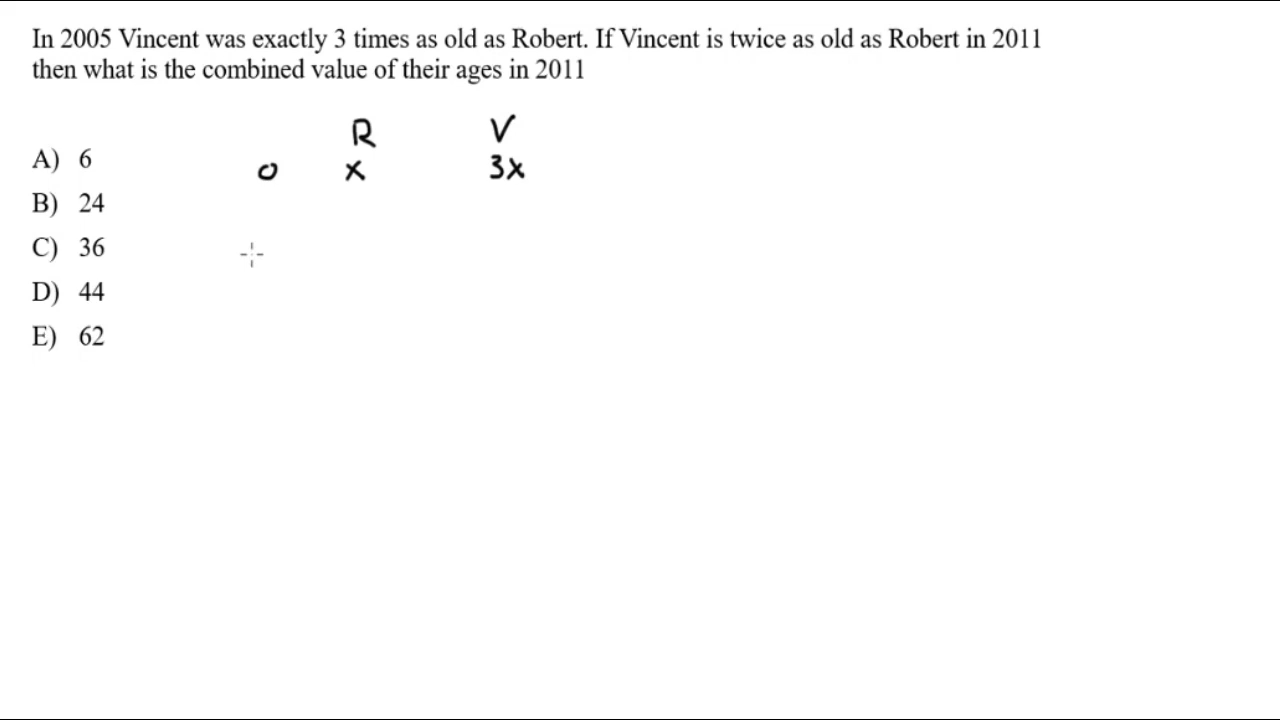 In 2005 Vincent was exactly 3 times as old as Robert. If Vincent is twice as old as Robert in 2011
then what is the combined value of their ages in 2011
R V
A) 6
0 x 3x
B) 24
C) 36
D) 44
E) 62